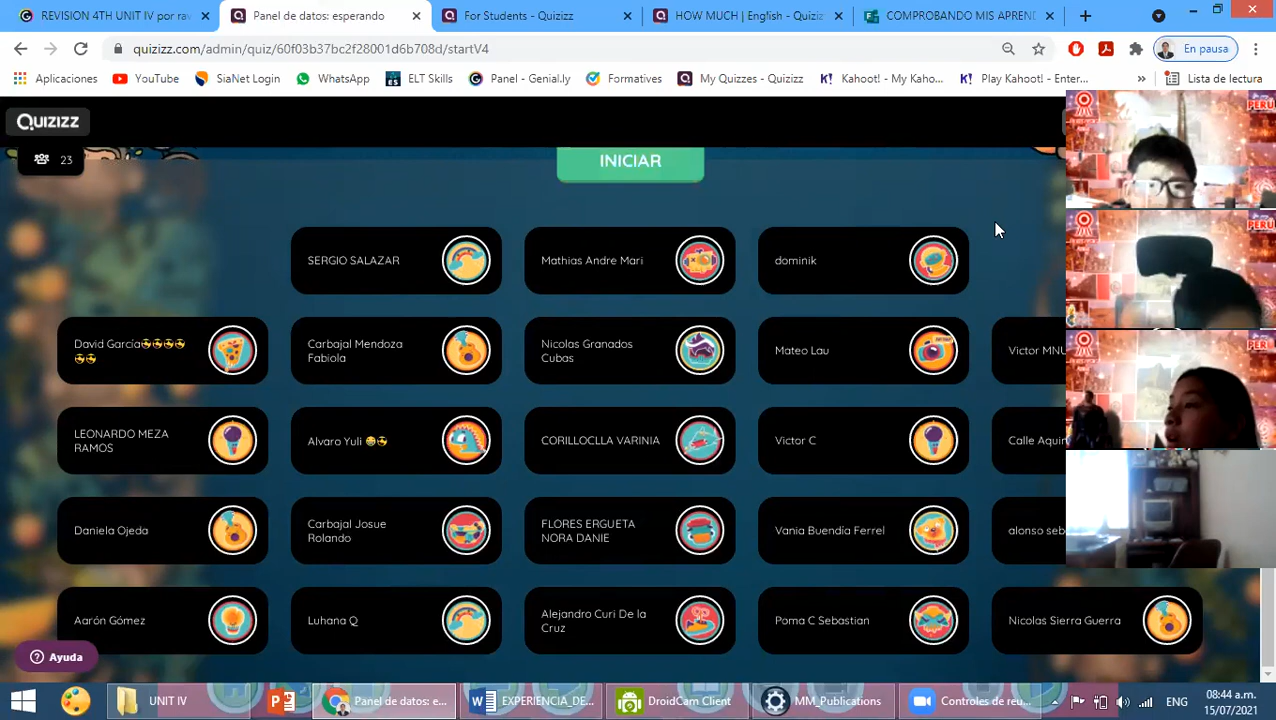 REVISION 4TH UNIT IV por rav
Panel de datos: esperando
For Students - Quizizz
HOW MUCH | English - Quiziz
COMPROBANDO MIS APREN
quizizz.com/admin/quiz/60f03b37bc2f28001d6b708d/startV4
En pausa
Aplicaciones
YouTube
SiaNet Login
WhatsApp
ELT Skills
Panel - Genial.ly
Formatives
My Quizzes - Quizizz
Kahoot! - My Kaho...
Play Kahoot! - Enter...
»
Lista de lectura
Quizizz
23
INICIAR
PERÚ
PERÚ
PERÚ
SERGIO SALAZAR
Mathias Andre Mari
dominik
David García🤣🤣🤣🤣
🤣🤣
Carbajal Mendoza
Fabiola
Nicolas Granados
Cubas
Mateo Lau
Victor MNU
LEONARDO MEZA
RAMOS
Alvaro Yuli
CORILLOCLLA VARINIA
Victor C
Calle Aquin
Daniela Ojeda
Carbajal Josue
Rolando
FLORES ERGUETA
NORA DANIE
Vania Buendía Ferrel
alonso seb
Aarón Gómez
Luhana Q
Alejandro Curi De la
Cruz
Poma C Sebastian
Nicolas Sierra Guerra
Ayuda
UNIT IV
Panel de datos: e...
EXPERIENCIA_DE...
DroidCam Client
MM_Publications
Controles de reu...
ENG
08:44 a.m.
15/07/2021